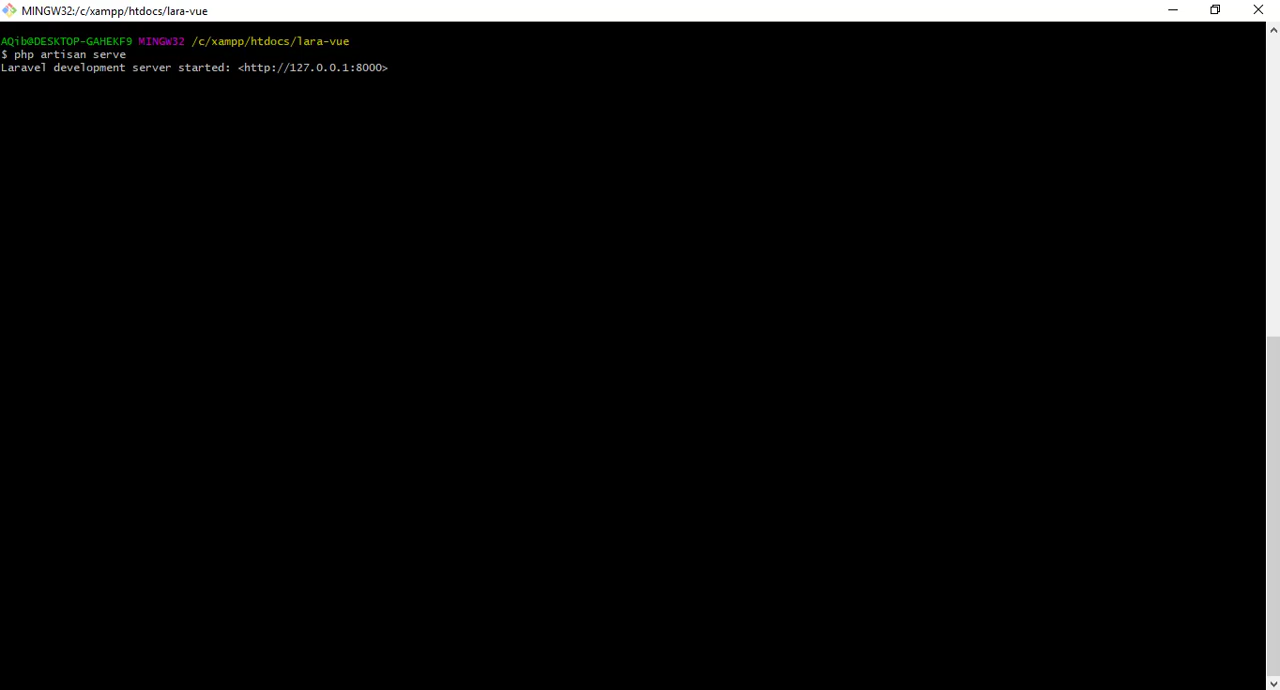 MINGW32:/c/xampp/htdocs/lara-vue
AQib@DESKTOP-GAHEKF9 MINGW32 /c/xampp/htdocs/lara-vue
$ php artisan serve
Laravel development server started: <http://127.0.0.1:8000>